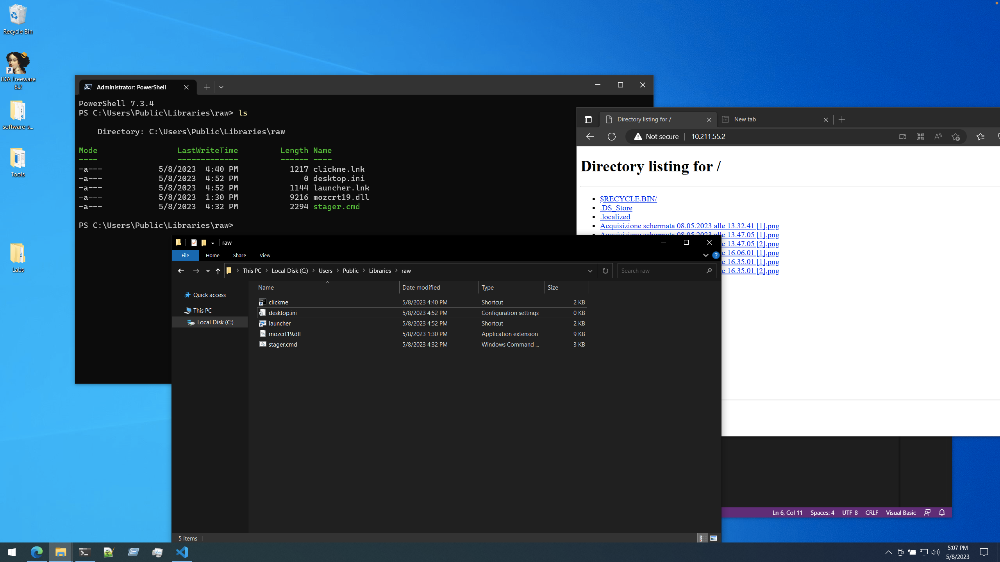 Recycle Bin
IDA Freeware
8.2
software-s...
Tools
Labs
Administrator: PowerShell
PowerShell 7.3.4
PS C:\Users\Public\Libraries\raw> ls
Directory: C:\Users\Public\Libraries\raw
Mode LastWriteTime Length Name
---- ------------- ------ ----
-a--- 5/8/2023 4:40 PM 1217 clickme.lnk
-a--- 5/8/2023 4:52 PM 0 desktop.ini
-a--- 5/8/2023 4:52 PM 1144 launcher.lnk
-a--- 5/8/2023 1:30 PM 9216 mozcrt19.dll
-a--- 5/8/2023 4:32 PM 2294 stager.cmd
PS C:\Users\Public\Libraries\raw>
Directory listing for /
New tab
Not secure | 10.211.55.2
Directory listing for /
$RECYCLE.BIN/
.DS_Store
.localized
Acquisizione schermata 08.05.2023 alle 13.32.41 [1].png
Acquisizione schermata 08.05.2023 alle 13.47.05 [1].png
e 13.47.05 [2].png
e 16.06.01 [1].png
e 16.35.01 [1].png
e 16.35.01 [2].png
raw
File Home Share View
This PC > Local Disk (C:) > Users > Public > Libraries > raw
Search raw
Quick access
This PC
Local Disk (C:)
Name Date modified Type Size
clickme 5/8/2023 4:40 PM Shortcut 2 KB
desktop.ini 5/8/2023 4:52 PM Configuration settings 0 KB
launcher 5/8/2023 4:52 PM Shortcut 2 KB
mozcrt19.dll 5/8/2023 1:30 PM Application extension 9 KB
stager.cmd 5/8/2023 4:32 PM Windows Command ... 3 KB
5 items
Ln 6, Col 11 Spaces: 4 UTF-8 CRLF Visual Basic
5:07 PM
5/8/2023